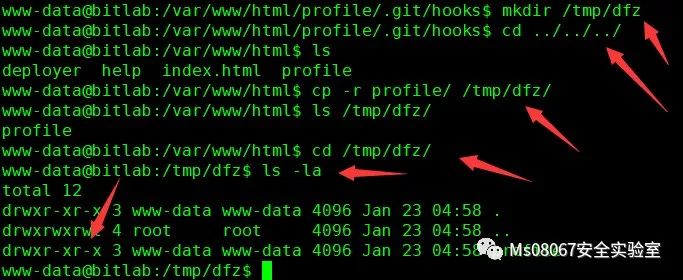 www-data@bitlab:/var/www/html/profile/.git/hooks$ mkdir /tmp/dfz
www-data@bitlab:/var/www/html/profile/.git/hooks$ cd ../../../
www-data@bitlab:/var/www/html$ ls
deployer help index.html profile
www-data@bitlab:/var/www/html$ cp -r profile/ /tmp/dfz/
www-data@bitlab:/var/www/html$ ls /tmp/dfz/
profile
www-data@bitlab:/var/www/html$ cd /tmp/dfz/
www-data@bitlab:/tmp/dfz$ ls -la
total 12
drwxr-xr-x 3 www-data www-data 4096 Jan 23 04:58 .
drwxrwxrwt 4 root root 4096 Jan 23 04:58 ..
drwxr-xr-x 3 www-data www-data 4096 Jan 23 04:58
www-data@bitlab:/tmp/dfz$
Ms08067安全实验室